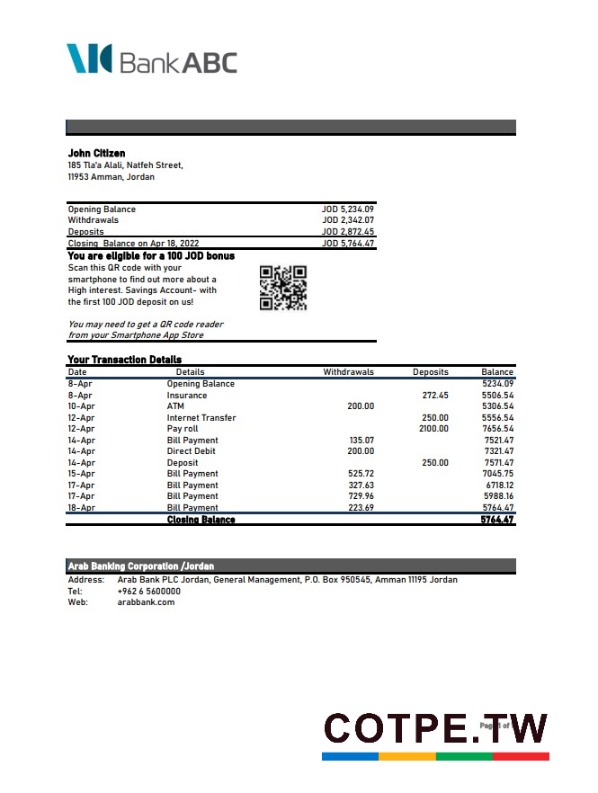 BankABC
John Citizen
185 Tla'a Alali, Natfeh Street,
11953 Amman, Jordan
Opening Balance JOD 5,234.09
Withdrawals JOD 2,342.07
Deposits JOD 2,872.45
Closing Balance on Apr 18, 2022 JOD 5,764.47
You are eligible for a 100 JOD bonus
Scan this QR code with your
smartphone to find out more about a
High interest. Savings Account- with
the first 100 JOD deposit on us!
You may need to get a QR code reader
from your Smartphone App Store
Your Transaction Details
Date Details Withdrawals Deposits Balance
8-Apr Opening Balance 5234.09
8-Apr Insurance 272.45 5506.54
10-Apr ATM 200.00 5306.54
12-Apr Internet Transfer 250.00 5556.54
12-Apr Pay roll 2100.00 7656.54
14-Apr Bill Payment 135.07 7521.47
14-Apr Direct Debit 200.00 7321.47
14-Apr Deposit 250.00 7571.47
15-Apr Bill Payment 525.72 7045.75
17-Apr Bill Payment 327.63 6718.12
17-Apr Bill Payment 729.96 5988.16
18-Apr Bill Payment 223.69 5764.47
Closing Balance 5764.47
Arab Banking Corporation /Jordan
Address: Arab Bank PLC Jordan, General Management, P.O. Box 950545, Amman 11195 Jordan
Tel: +962 6 5600000
Web: arabbank.com
COTPE.TW